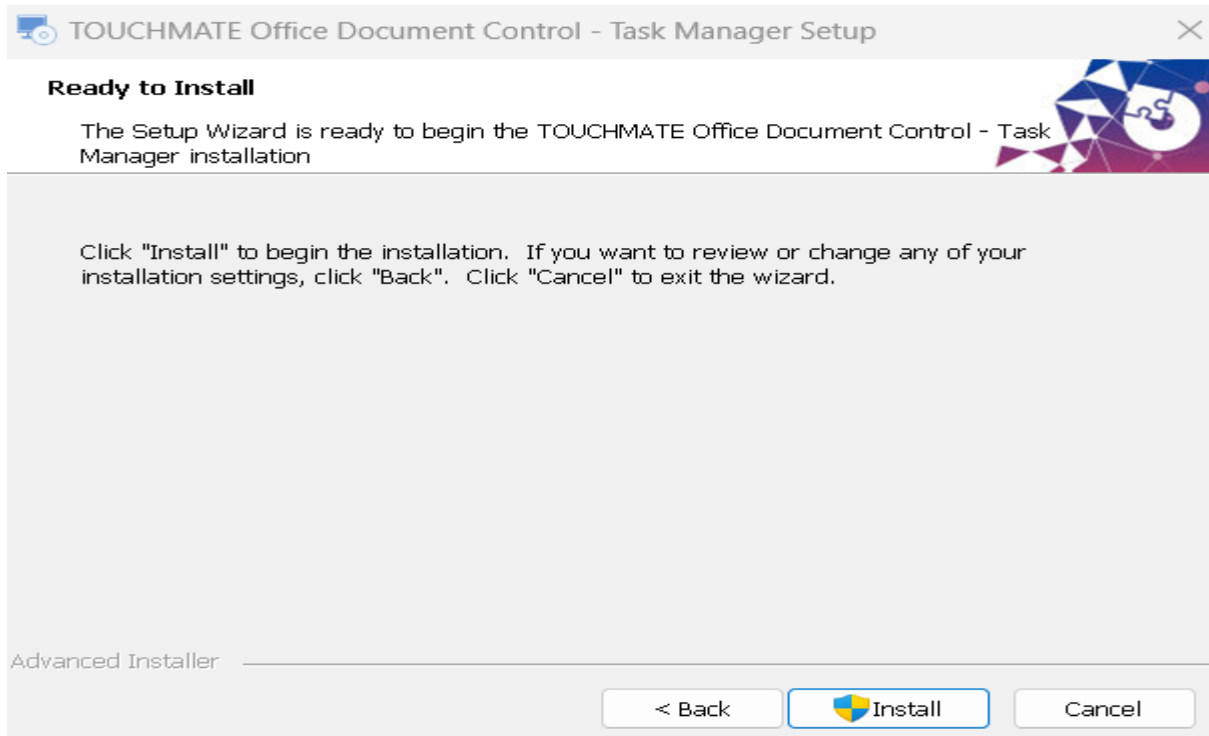 TOUCHMATE Office Document Control - Task Manager Setup
Ready to Install
The Setup Wizard is ready to begin the TOUCHMATE Office Document Control - Task
Manager installation
Click "Install" to begin the installation.  If you want to review or change any of your
installation settings, click "Back".  Click "Cancel" to exit the wizard.
Advanced Installer
< Back
Install
Cancel